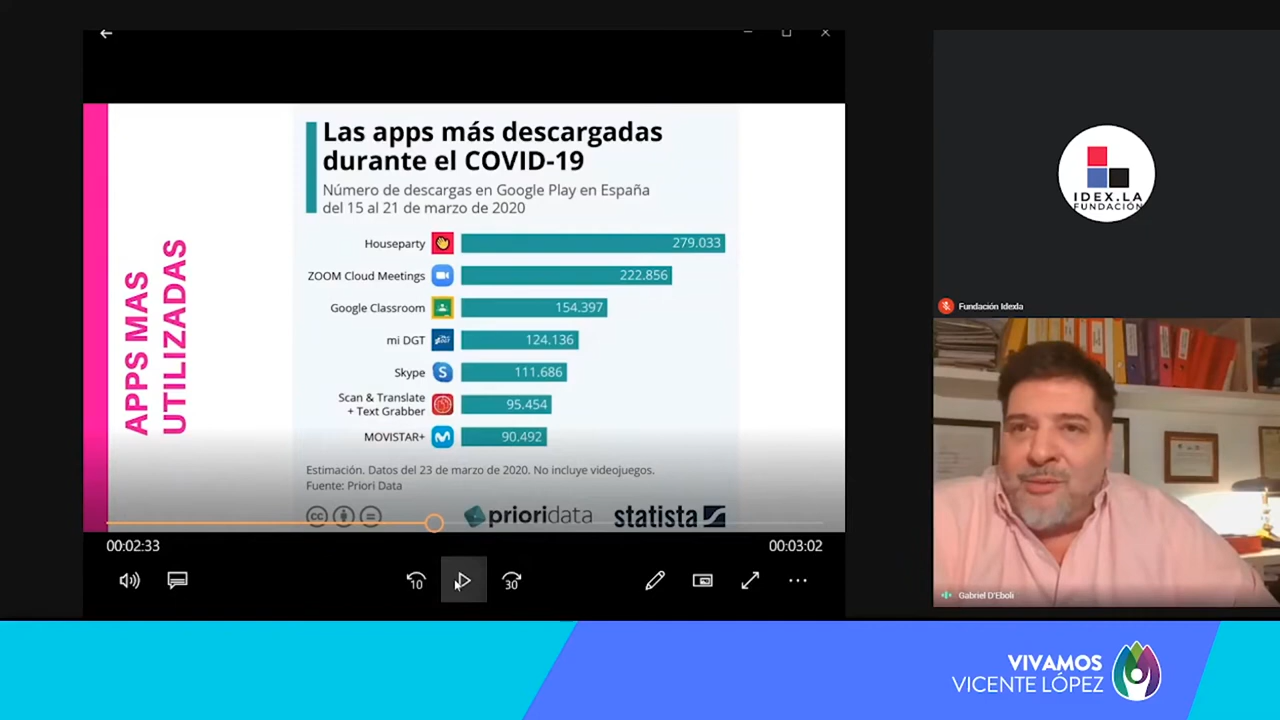 APPS MAS
UTILIZADAS
Las apps más descargadas
durante el COVID-19
Número de descargas en Google Play en España
del 15 al 21 de marzo de 2020
Houseparty 279.033
ZOOM Cloud Meetings 222.856
Google Classroom 154.397
mi DGT 124.136
Skype S 111.686
Scan & Translate
+ Text Grabber 95.454
MOVISTAR+ 90.492
Estimación. Datos del 23 de marzo de 2020. No incluye videojuegos.
Fuente: Priori Data
cc prioridata statista
00:02:33 00:03:02
10 30
IDEX.LA
FUNDACIÓN
Fundación Idexla
Gabriel D'Eboli
VIVAMOS
VICENTE LÓPEZ